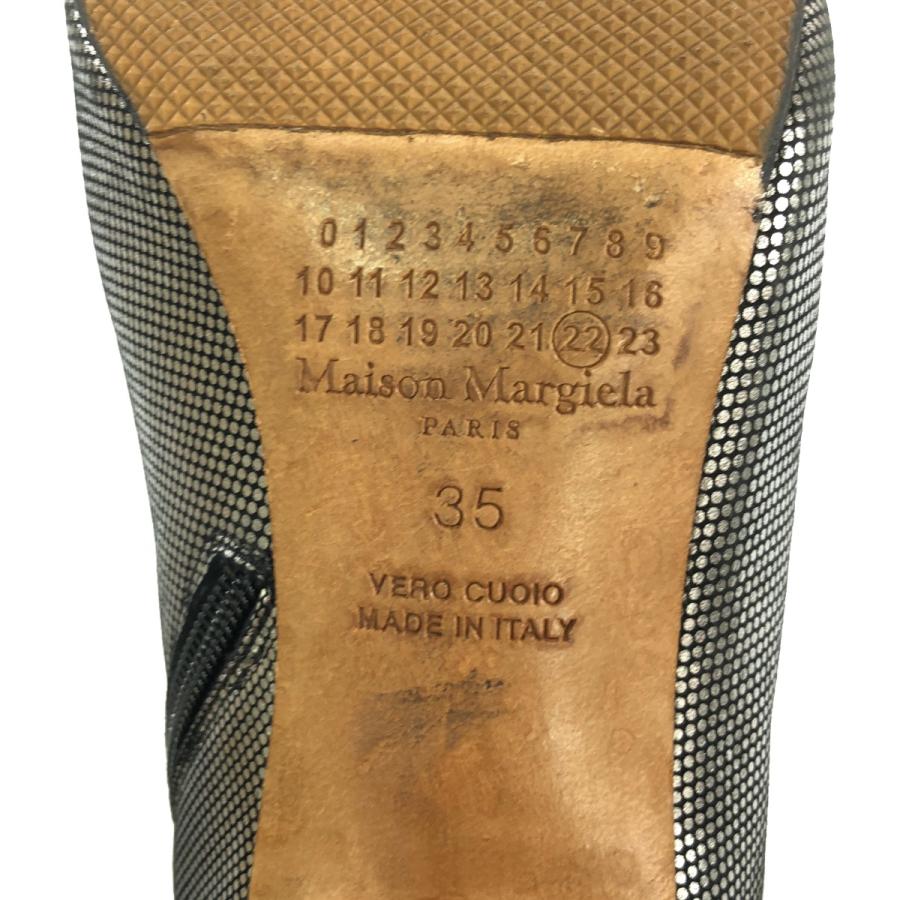 0 1 2 3 4 5 6 7 8 9
10 11 12 13 14 15 16
17 18 19 20 21 22 23
Maison Margiela
PARIS
35
VERO CUOIO
MADE IN ITALY